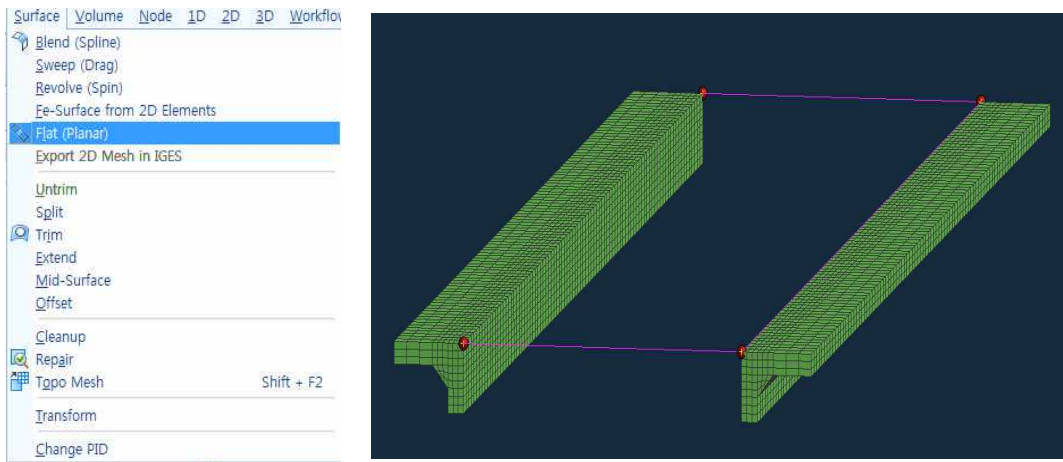 Surface Volume Node 1D 2D 3D Workflow
Blend (Spline)
Sweep (Drag)
Revolve (Spin)
Fe-Surface from 2D Elements
Flat (Planar)
Export 2D Mesh in IGES
Untrim
Split
Trim
Extend
Mid-Surface
Offset
Cleanup
Repair
Topo Mesh Shift + F2
Transform
Change PID